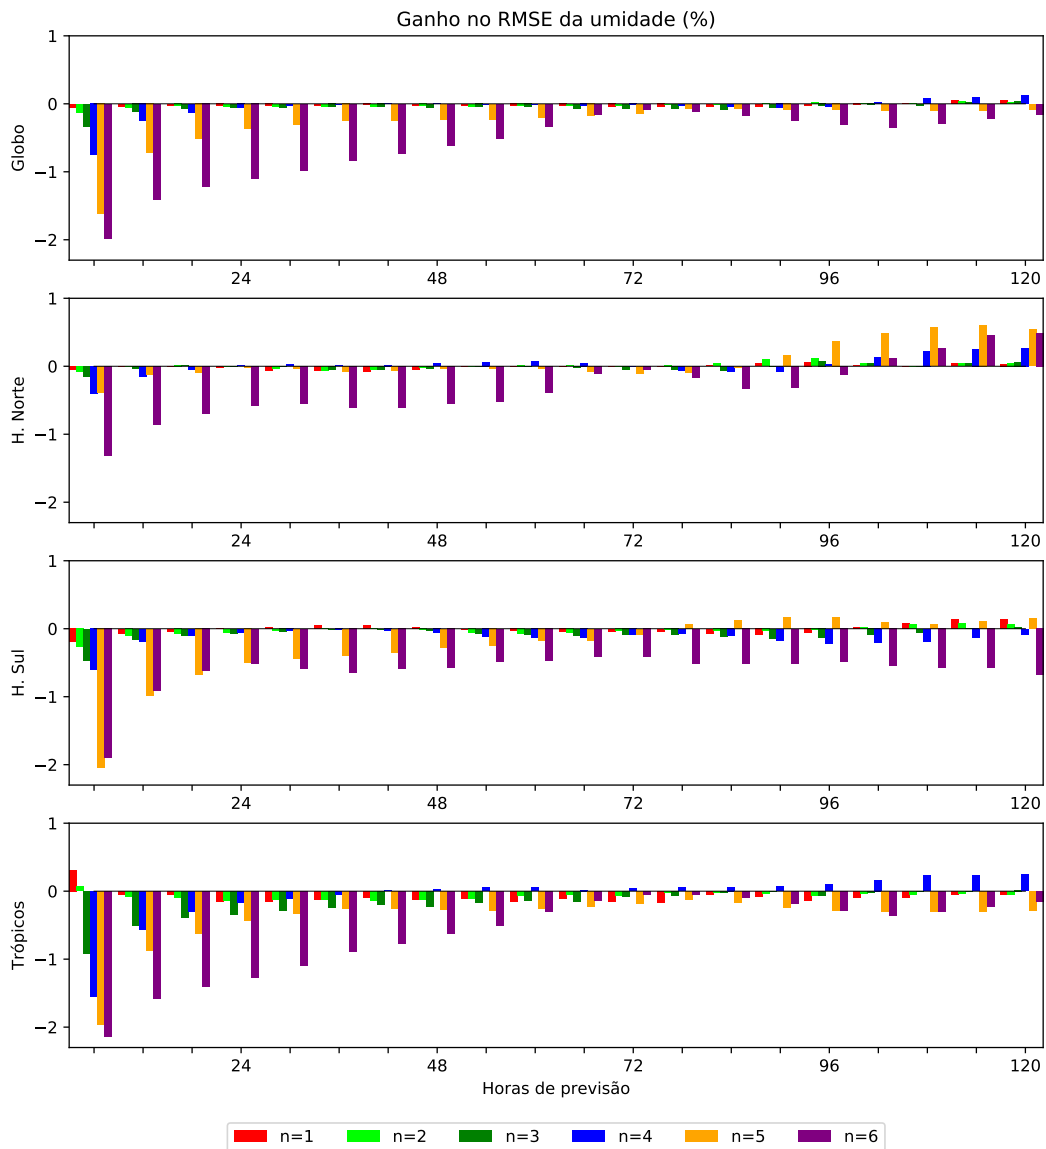 Ganho no RMSE da umidade (%)
1
0
−1
−2
Globo
24 48 72 96 120
1
0
−1
−2
H. Norte
24 48 72 96 120
1
0
−1
−2
H. Sul
24 48 72 96 120
1
0
−1
−2
Trópicos
24 48 72 96 120
Horas de previsão
n=1 n=2 n=3 n=4 n=5 n=6